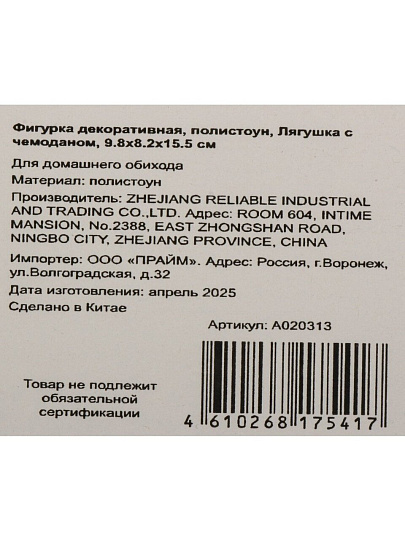 Фигурка декоративная, полистоун, Лягушка с
чемоданом, 9.8х8.2х15.5 см
Для домашнего обихода
Материал: полистоун
Производитель: ZHEJIANG RELIABLE INDUSTRIAL
AND TRADING CO.,LTD. Адрес: ROOM 604, INTIME
MANSION, No.2388, EAST ZHONGSHAN ROAD,
NINGBO CITY, ZHEJIANG PROVINCE, CHINA
Импортер: ООО «ПРАЙМ». Адрес: Россия, г.Воронеж,
ул.Волгоградская, д.32
Дата изготовления: апрель 2025
Сделано в Китае
Артикул: А020313
Товар не подлежит
обязательной
сертификации
4 610268 175417